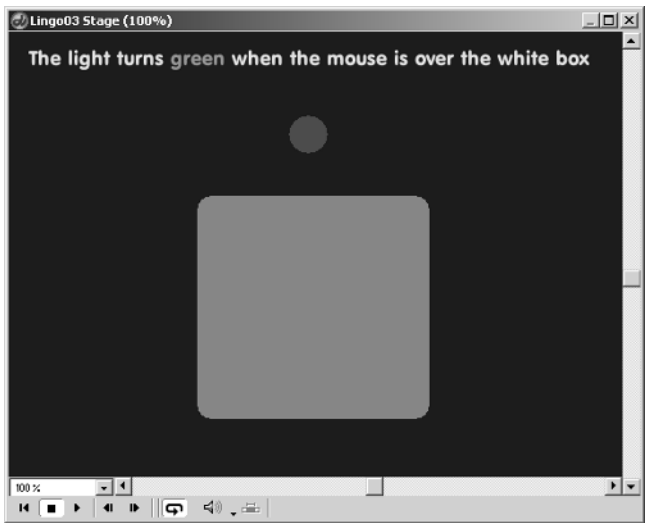 Lingo03 Stage (100%)
The light turns green when the mouse is over the white box
100 %